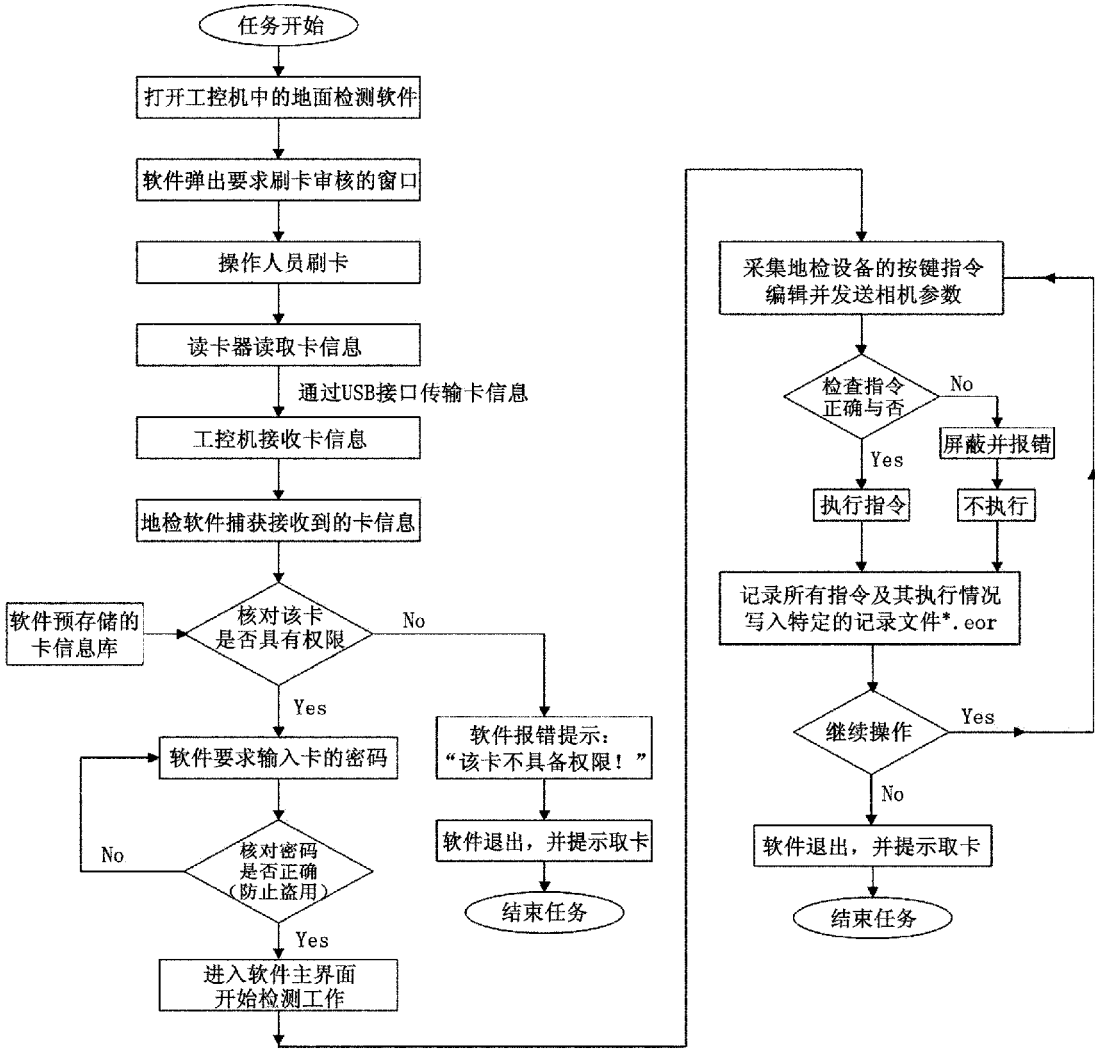 任务开始
打开工控机中的地面检测软件
软件弹出要求刷卡审核的窗口
操作人员刷卡
读卡器读取卡信息
通过USB接口传输卡信息
工控机接收卡信息
地检软件捕获接收到的卡信息
软件预存储的
卡信息库
核对该卡
是否具有权限
No
Yes
软件要求输入卡的密码
核对密码
是否正确
(防止盗用)
No
Yes
进入软件主界面
开始检测工作
软件报错提示:
“该卡不具备权限!”
软件退出,并提示取卡
结束任务
采集地检设备的按键指令
编辑并发送相机参数
检查指令
正确与否
No
屏蔽并报错
不执行
Yes
执行指令
记录所有指令及其执行情况
写入特定的记录文件*.eor
继续操作
Yes
No
软件退出,并提示取卡
结束任务